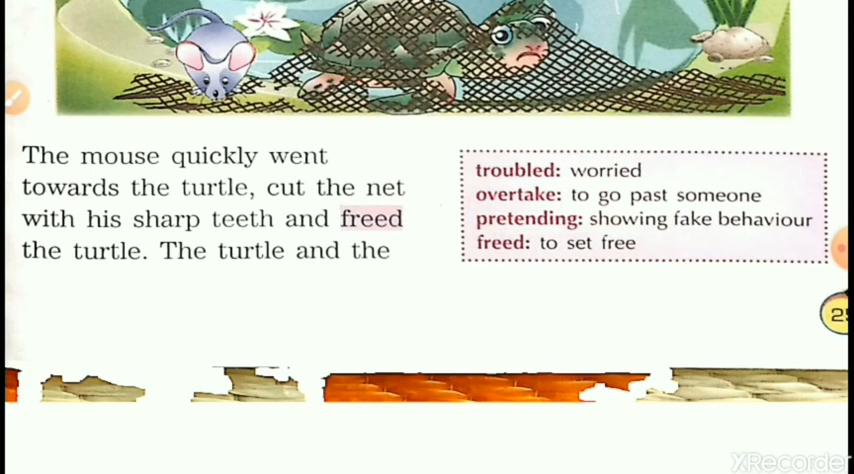 The mouse quickly went
towards the turtle, cut the net
with his sharp teeth and freed
the turtle. The turtle and the
troubled: worried
overtake: to go past someone
pretending: showing fake behaviour
freed: to set free
XRecorder